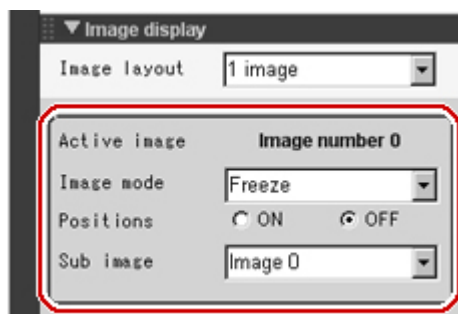 Image display
Image layout 1 image
Active image Image number 0
Image mode Freeze
Positions ON OFF
Sub image Image 0